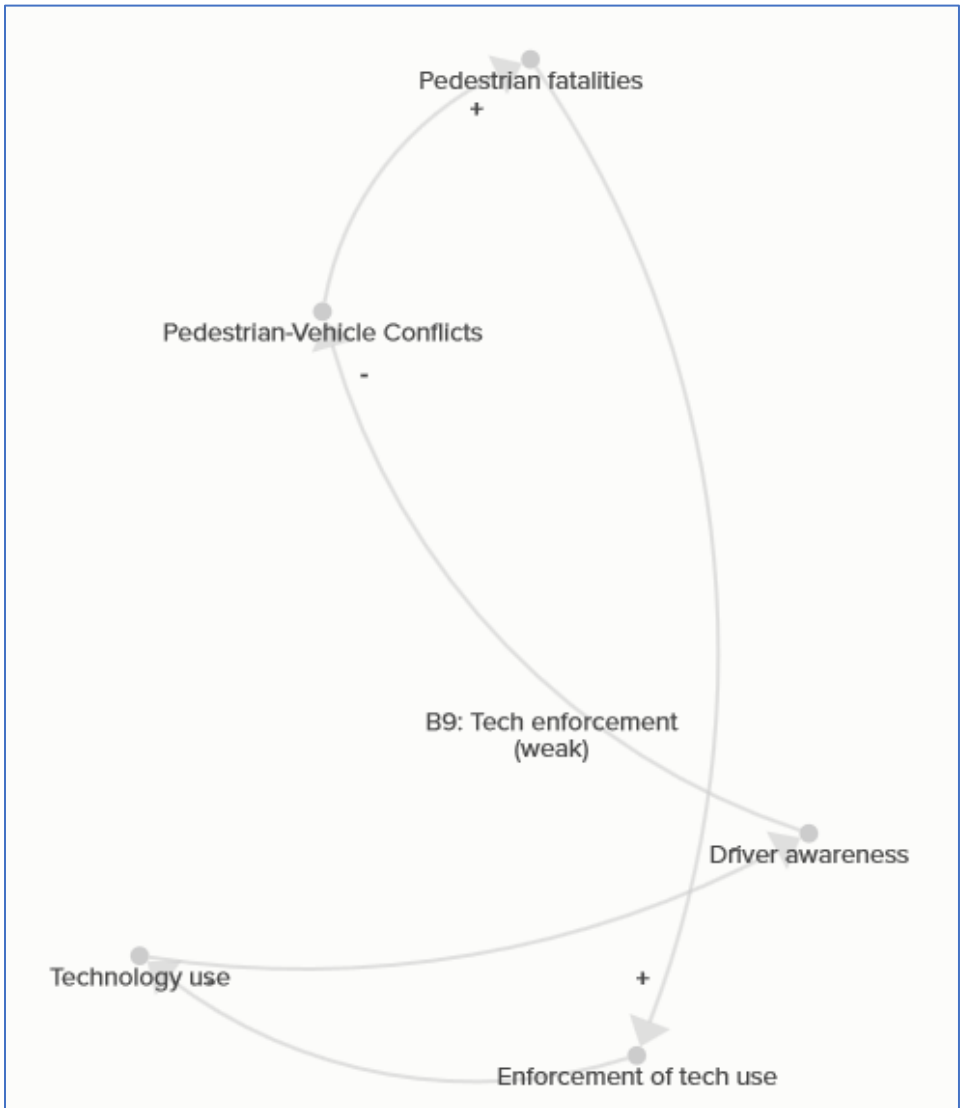 Pedestrian fatalities
+
Pedestrian-Vehicle Conflicts
-
B9: Tech enforcement
(weak)
-
Driver awareness
Technology use
-
+
Enforcement of tech use